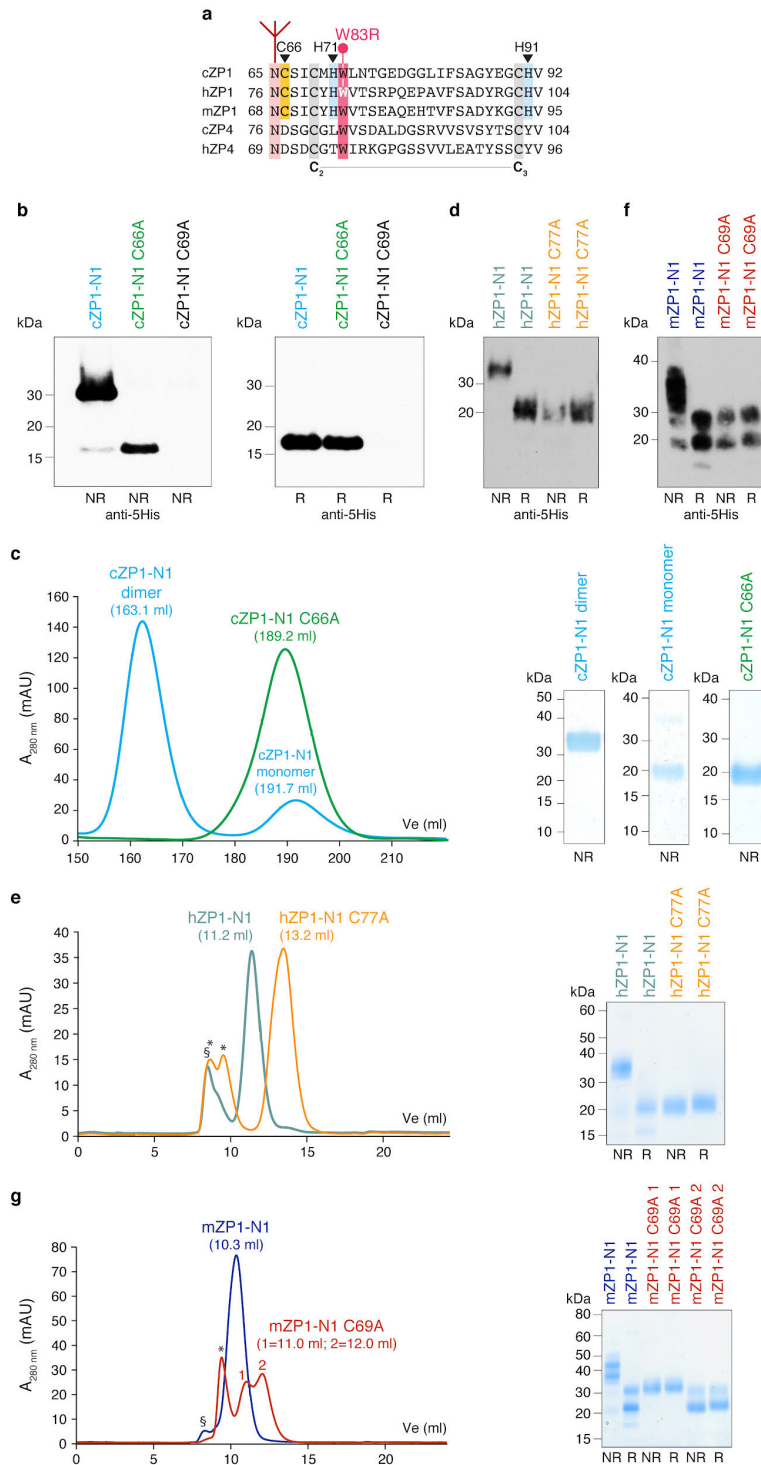 a
W83R
C66 H71 H91
cZP1 65 NCSICMHWLNTGEDGGLIFSAGYEGCHV 92
hZP1 76 NCSICYHWVTSRPQEPAVFSADYRGCHV 104
mZP1 68 NCSICYHWVTSEAQEHTVFSADYKGCHV 95
cZP4 76 NDSGCGLWVSDALDGSRVVSVSYTSCYV 104
hZP4 69 NDSDCGTWIRKGPGSSVVLEATYSSCYV 96
C2 C3
b
cZP1-N1 cZP1-N1 C66A cZP1-N1 C69A
kDa
30
20
15
NR NR NR
anti-5His
cZP1-N1 cZP1-N1 C66A cZP1-N1 C69A
kDa
30
20
15
R R R
anti-5His
d
hZP1-N1 hZP1-N1 hZP1-N1 C77A hZP1-N1 C77A
kDa
30
20
NR R NR R
anti-5His
f
mZP1-N1 mZP1-N1 mZP1-N1 C69A mZP1-N1 C69A
kDa
40
30
20
NR R NR R
anti-5His
c
cZP1-N1
dimer
(163.1 ml)
cZP1-N1 C66A
(189.2 ml)
cZP1-N1
monomer
(191.7 ml)
A280 nm (mAU)
160
140
120
100
80
60
40
20
0
Ve (ml)
150 160 170 180 190 200 210
cZP1-N1 dimer
kDa
50
40
30
20
15
10
NR
cZP1-N1 monomer
kDa
40
30
20
15
10
NR
cZP1-N1 C66A
kDa
40
30
20
15
10
NR
e
hZP1-N1
(11.2 ml)
hZP1-N1 C77A
(13.2 ml)
A280 nm (mAU)
40
35
30
25
20
15
10
5
0
§ * *
Ve (ml)
0 10 20
hZP1-N1 hZP1-N1 hZP1-N1 C77A hZP1-N1 C77A
kDa
60
50
40
30
20
15
NR R NR R
g
mZP1-N1
(10.3 ml)
mZP1-N1 C69A
(1=11.0 ml; 2=12.0 ml)
A280 nm (mAU)
80
70
60
50
40
30
20
10
0
§ * 1 2
Ve (ml)
0 10 20
mZP1-N1 mZP1-N1 mZP1-N1 C69A 1 mZP1-N1 C69A 1 mZP1-N1 C69A 2 mZP1-N1 C69A 2
kDa
80
60
50
40
30
20
15
NR R NR R NR R